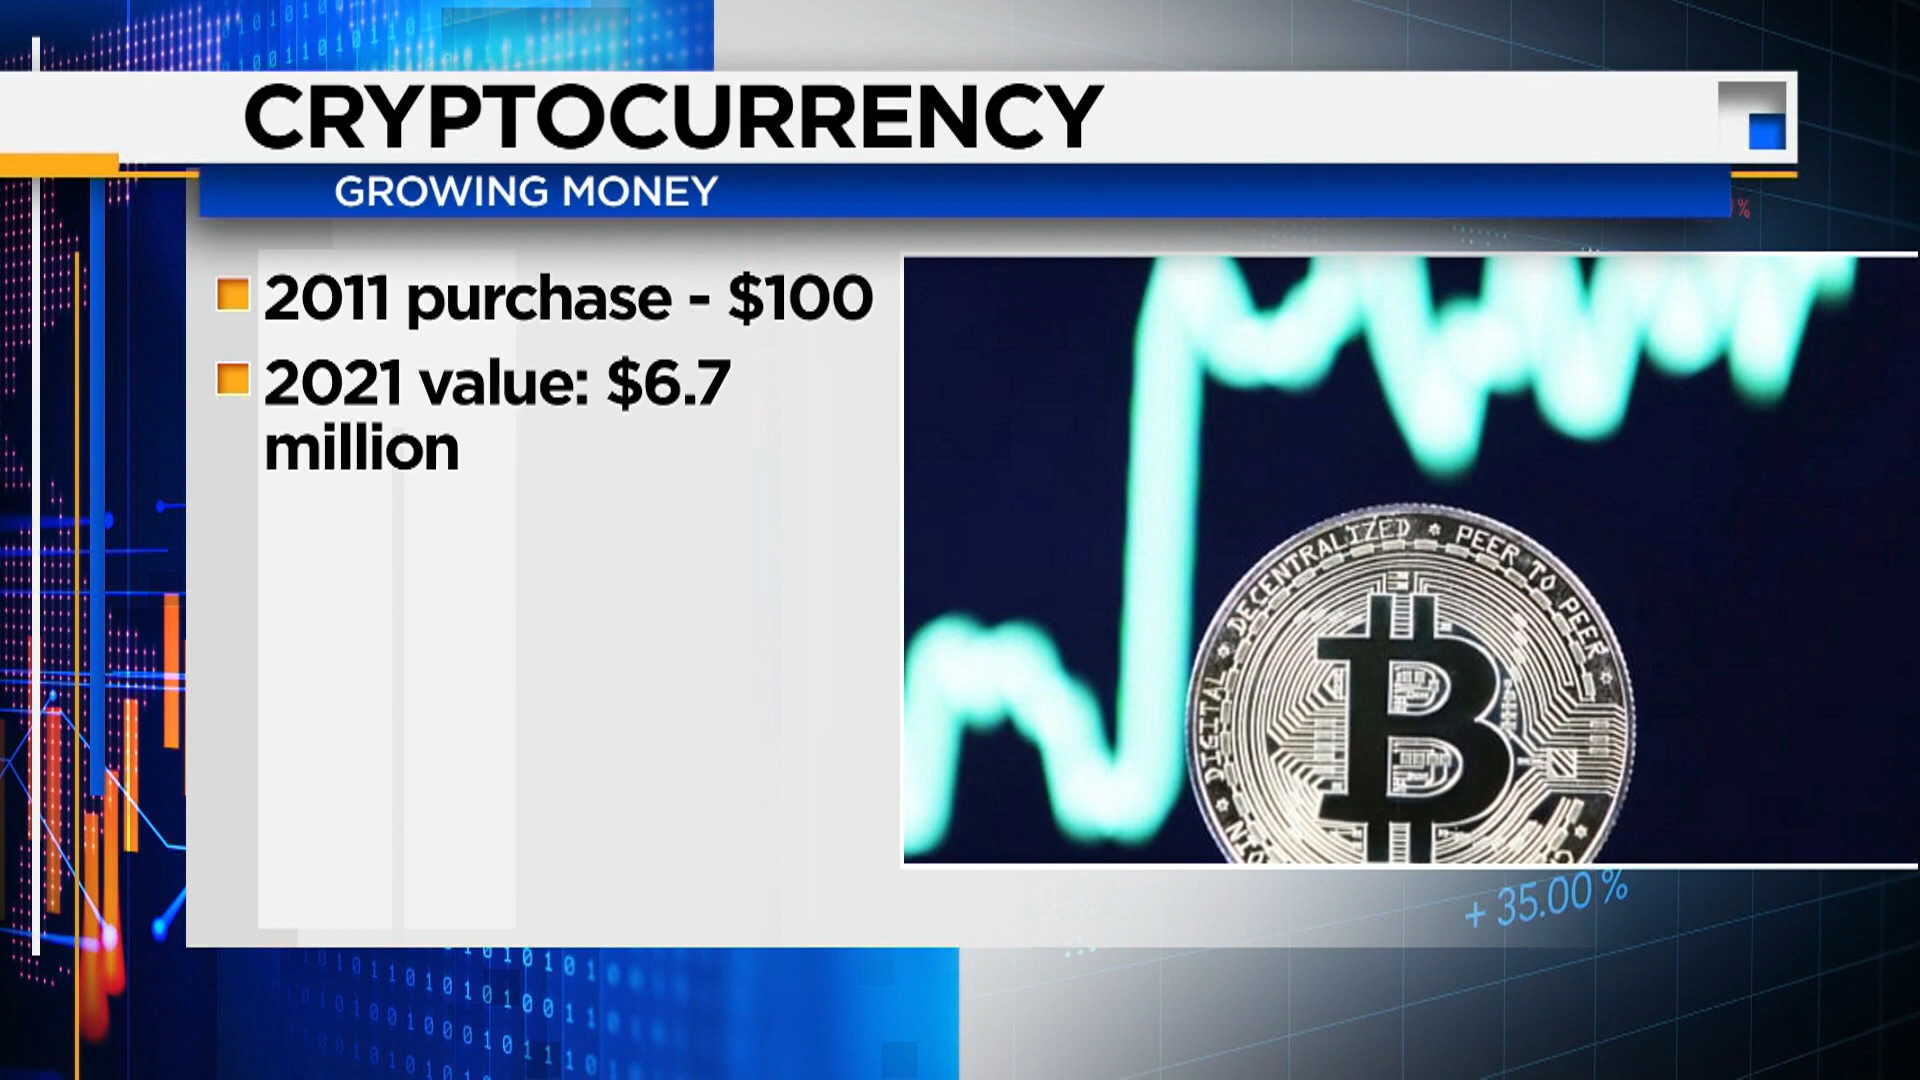 CRYPTOCURRENCY
GROWING MONEY
%
2011 purchase - $100
2021 value: $6.7
million
DIGITAL * DECENTRALIZED * PEER TO PEER *
+ 35.00 %